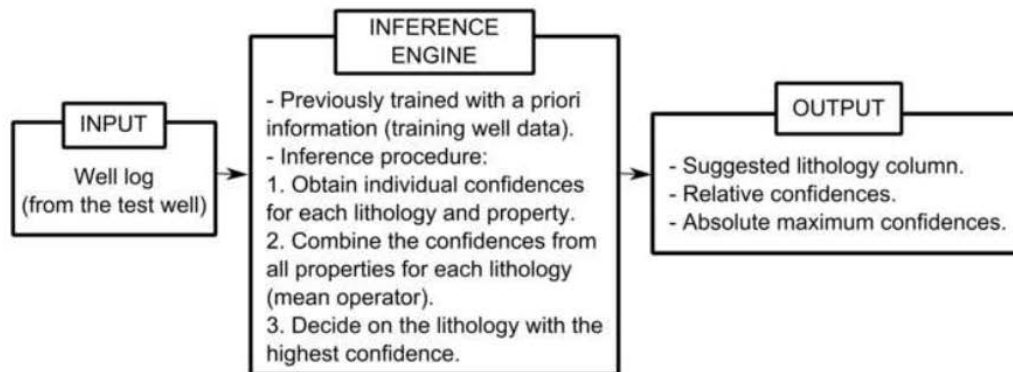 INPUT
Well log
(from the test well)
INFERENCE
ENGINE
- Previously trained with a priori
information (training well data).
- Inference procedure:
1. Obtain individual confidences
for each lithology and property.
2. Combine the confidences from
all properties for each lithology
(mean operator).
3. Decide on the lithology with the
highest confidence.
OUTPUT
- Suggested lithology column.
- Relative confidences.
- Absolute maximum confidences.